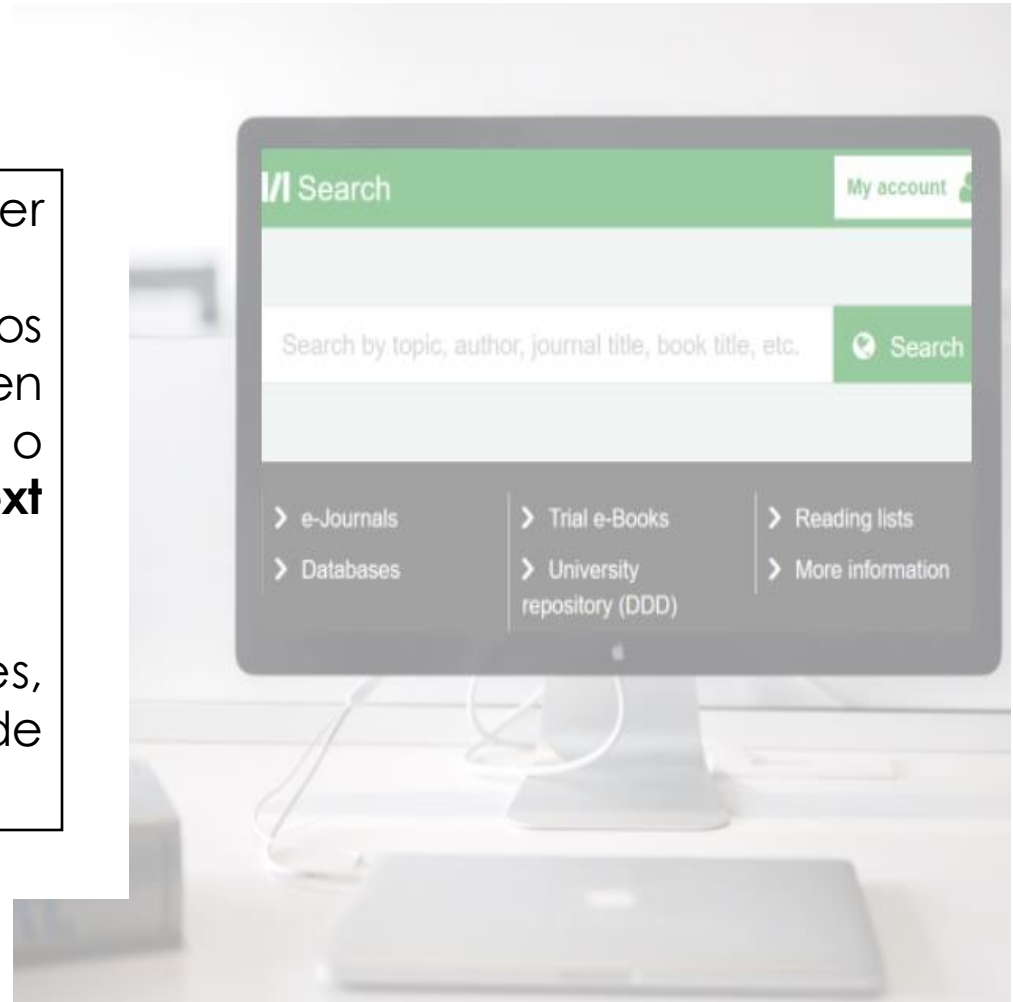 er
os
en
o
xt
es,
de
Search
My account
Search by topic, author, journal title, book title, etc.
Search
e-Journals
Trial e-Books
Reading lists
Databases
University
repository (DDD)
More information